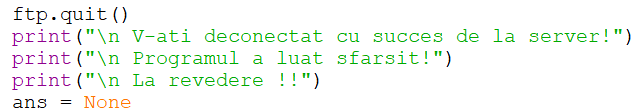 ftp.quit()
print("\n V-ati deconectat cu succes de la server!")
print("\n Programul a luat sfarsit!")
print("\n La revedere !!")
ans = None